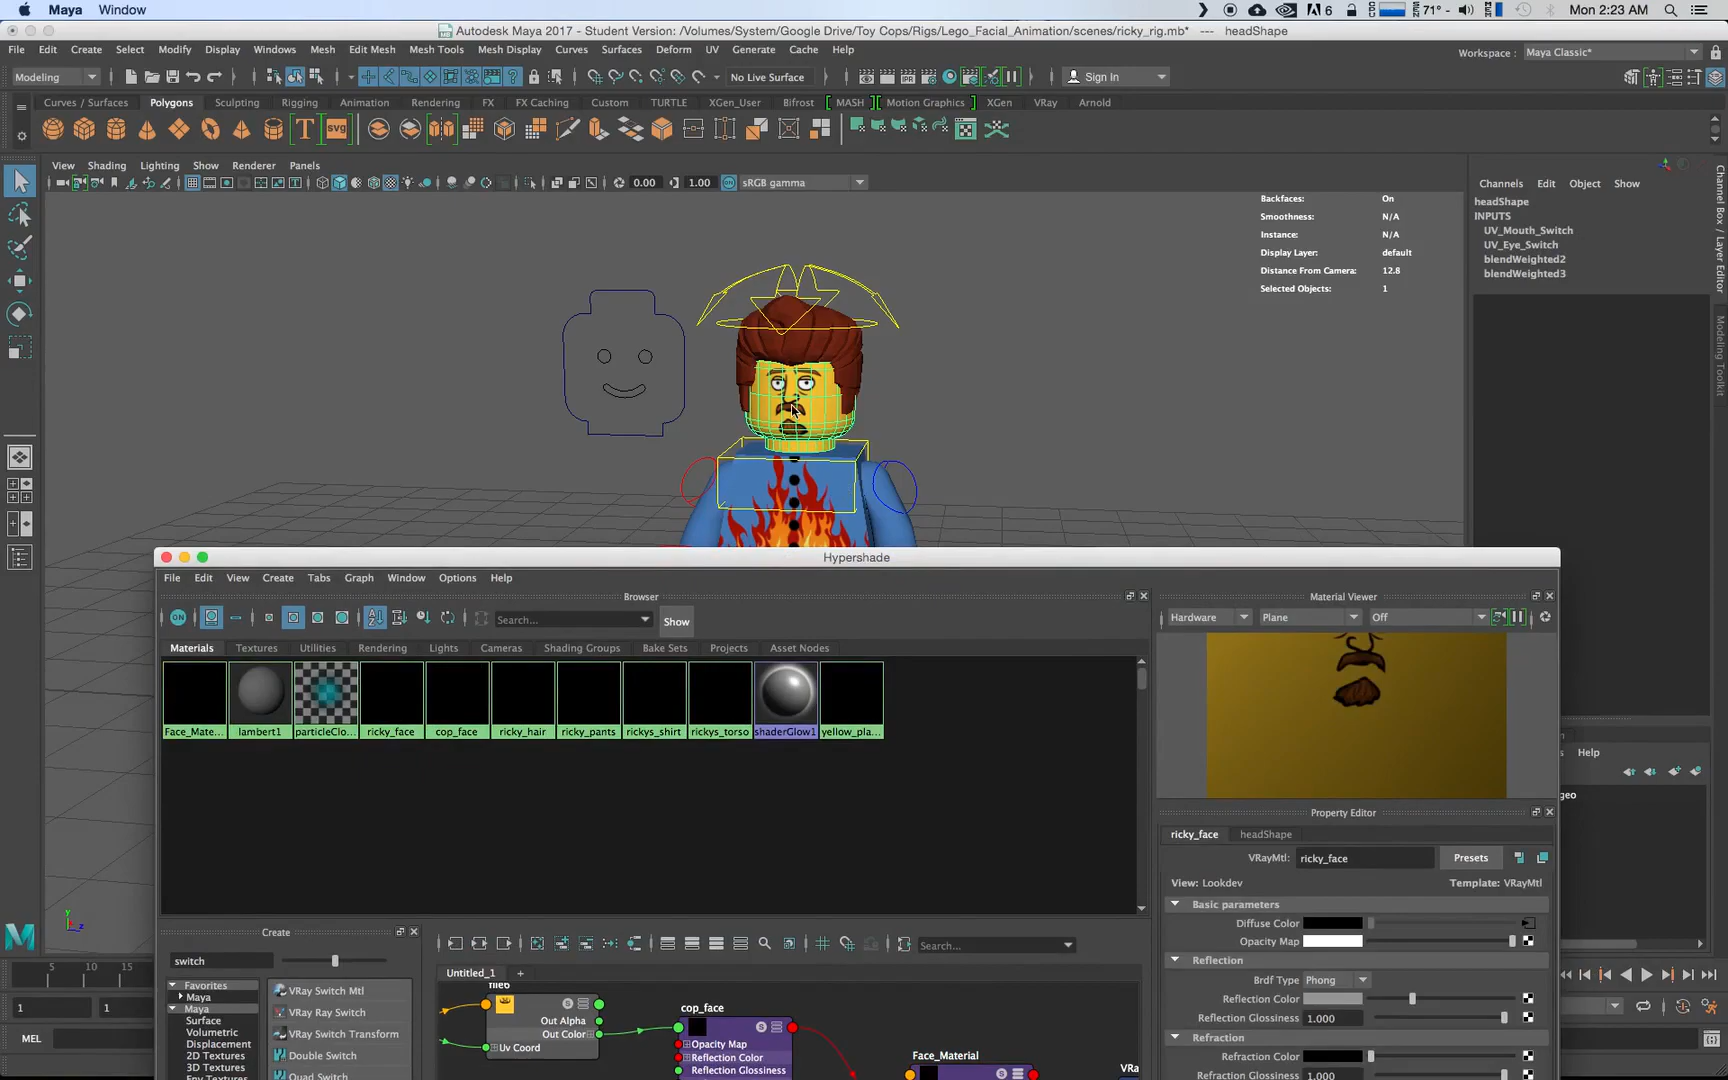 Maya Window 6 71° Mon 2:23 AM
Autodesk Maya 2017 - Student Version: /Volumes/System/Google Drive/Toy Cops/Rigs/Lego_Facial_Animation/scenes/ricky_rig.mb* --- headShape
File Edit Create Select Modify Display Windows Mesh Edit Mesh Mesh Tools Mesh Display Curves Surfaces Deform UV Generate Cache Help Workspace: Maya Classic*
Modeling No Live Surface Sign In
Curves / Surfaces Polygons Sculpting Rigging Animation Rendering FX FX Caching Custom TURTLE XGen_User Bifrost MASH Motion Graphics XGen VRay Arnold
T svg
View Shading Lighting Show Renderer Panels
0.00 1.00 sRGB gamma
Channels Edit Object Show
Backfaces: On
Smoothness: N/A
Instance: N/A
Display Layer: default
Distance From Camera: 12.8
Selected Objects: 1
headShape
INPUTS
UV_Mouth_Switch
UV_Eye_Switch
blendWeighted2
blendWeighted3
Channel Box / Layer Editor
Modeling Toolkit
Hypershade
File Edit View Create Tabs Graph Window Options Help
Browser
ON Search... Show
Materials Textures Utilities Rendering Lights Cameras Shading Groups Bake Sets Projects Asset Nodes
Face_Mate... lambert1 particleClo... ricky_face cop_face ricky_hair ricky_pants rickys_shirt rickys_torso shaderGlow1 yellow_pla...
Material Viewer
Hardware Plane Off
Help
geo
Property Editor
ricky_face headShape
VRayMtl: ricky_face Presets
View: Lookdev Template: VRayMtl
Basic parameters
Diffuse Color
Opacity Map
Reflection
Brdf Type Phong
Reflection Color
Reflection Glossiness 1.000
Refraction
Refraction Color
Refraction Glossiness 1.000
Create
switch
Favorites
Maya
Maya
Surface
Volumetric
Displacement
2D Textures
3D Textures
Env Textures
VRay Switch Mtl
VRay Ray Switch
VRay Switch Transform
Double Switch
Quad Switch
Search...
Untitled_1 +
file6
Out Alpha
Out Color
Uv Coord
cop_face
Opacity Map
Reflection Color
Reflection Glossiness
Face_Material
VRa
5 10 15
1 1
MEL
y
z